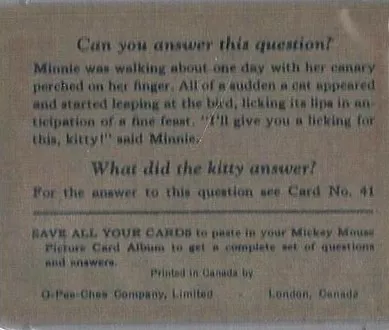 Can you answer this question?
Minnie was walking about one day with her canary
perched on her finger. All of a sudden a cat appeared
and started leaping at the bird, licking its lips in an-
ticipation of a fine feast. "I'll give you a licking for
this, kitty!" said Minnie.
What did the kitty answer?
For the answer to this question see Card No. 41
SAVE ALL YOUR CARDS to paste in your Mickey Mouse
Picture Card Album to get a complete set of questions
and answers.
Printed in Canada by
O-Pee-Chee Company, Limited - London, Canada